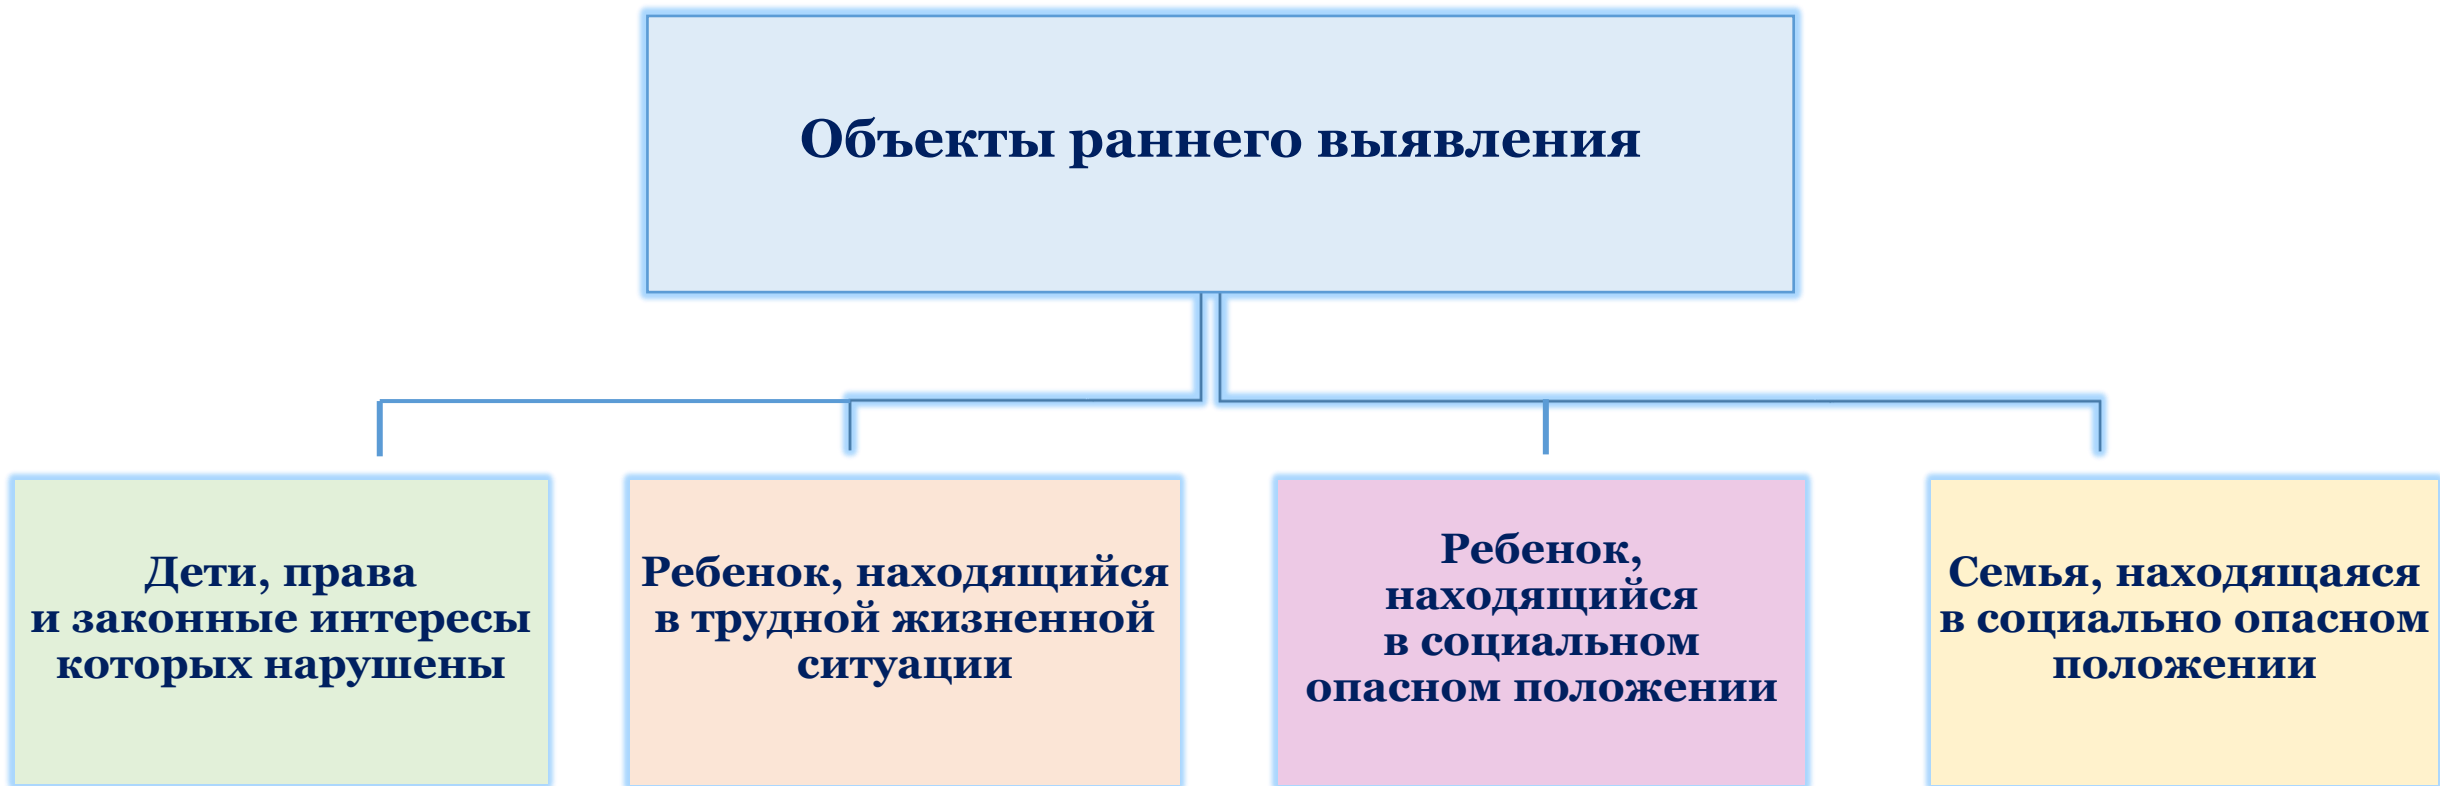 Объекты раннего выявления
Дети, права
и законные интересы
которых нарушены
Ребенок, находящийся
в трудной жизненной
ситуации
Ребенок,
находящийся
в социальном
опасном положении
Семья, находящаяся
в социально опасном
положении